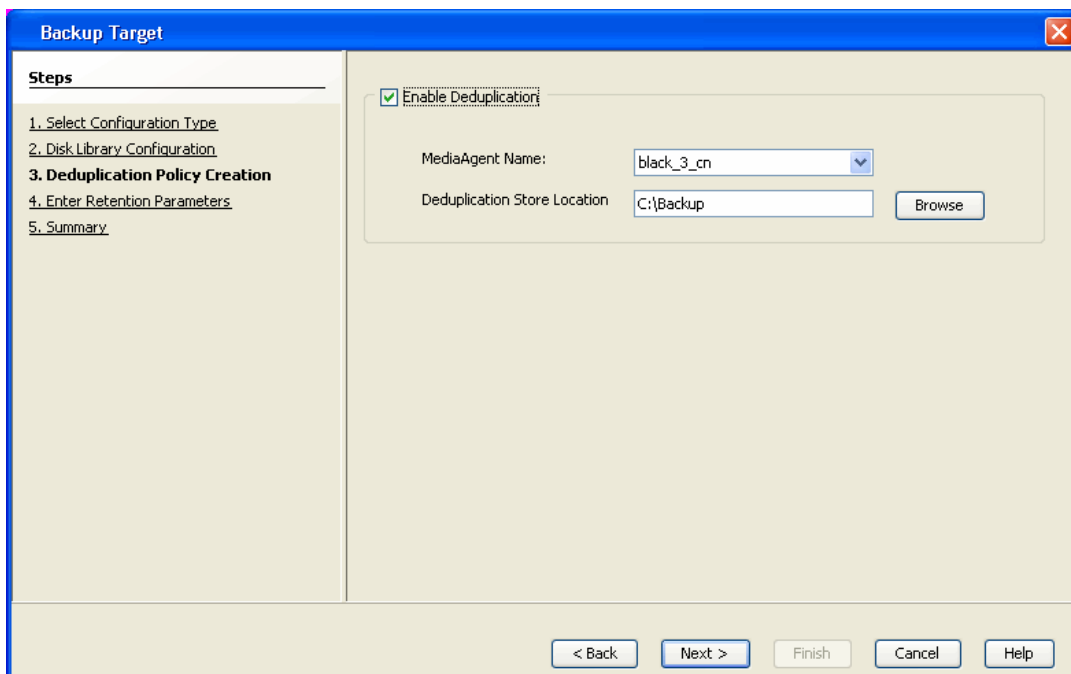 Backup Target
Steps
1. Select Configuration Type
2. Disk Library Configuration
3. Deduplication Policy Creation
4. Enter Retention Parameters
5. Summary
Enable Deduplication
MediaAgent Name:
black_3_cn
Deduplication Store Location
C:\Backup
Browse
< Back
Next >
Finish
Cancel
Help